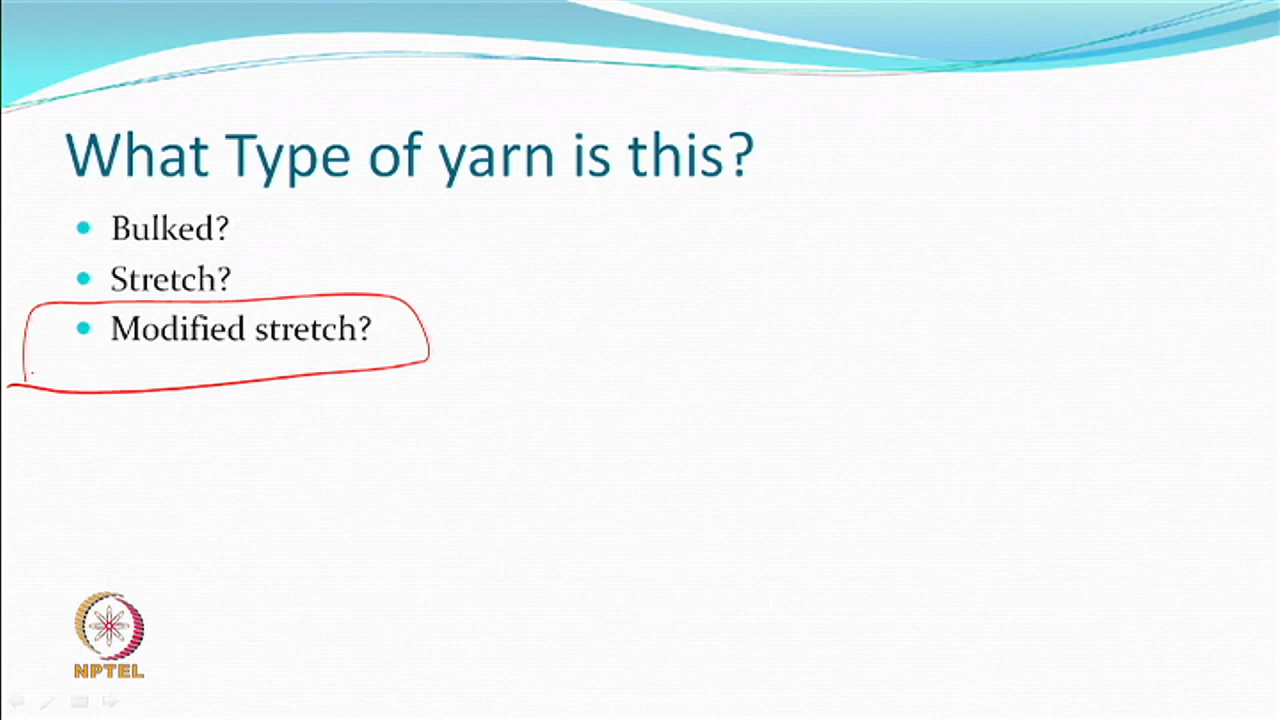 What Type of yarn is this?
Bulked?
Stretch?
Modified stretch?
NPTEL